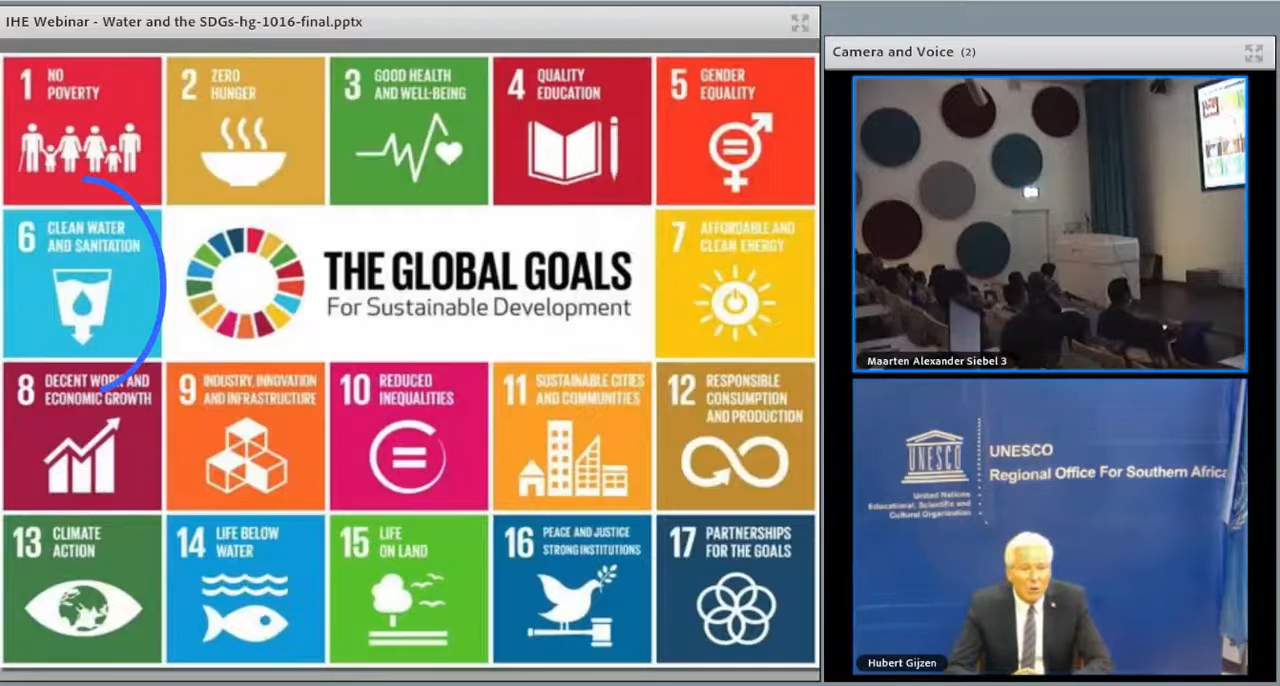 IHE Webinar - Water and the SDGs-hg-1016-final.pptx
1 NO
POVERTY
2 ZERO
HUNGER
3 GOOD HEALTH
AND WELL-BEING
4 QUALITY
EDUCATION
5 GENDER
EQUALITY
6 CLEAN WATER
AND SANITATION
THE GLOBAL GOALS
For Sustainable Development
7 AFFORDABLE AND
CLEAN ENERGY
8 DECENT WORK AND
ECONOMIC GROWTH
9 INDUSTRY, INNOVATION
AND INFRASTRUCTURE
10 REDUCED
INEQUALITIES
11 SUSTAINABLE CITIES
AND COMMUNITIES
12 RESPONSIBLE
CONSUMPTION
AND PRODUCTION
13 CLIMATE
ACTION
14 LIFE BELOW
WATER
15 LIFE
ON LAND
16 PEACE AND JUSTICE
STRONG INSTITUTIONS
17 PARTNERSHIPS
FOR THE GOALS
Camera and Voice (2)
Maarten Alexander Siebel 3
UNESCO
United Nations
Educational, Scientific and
Cultural Organization
UNESCO
Regional Office For Southern Africa
Hubert Gijzen